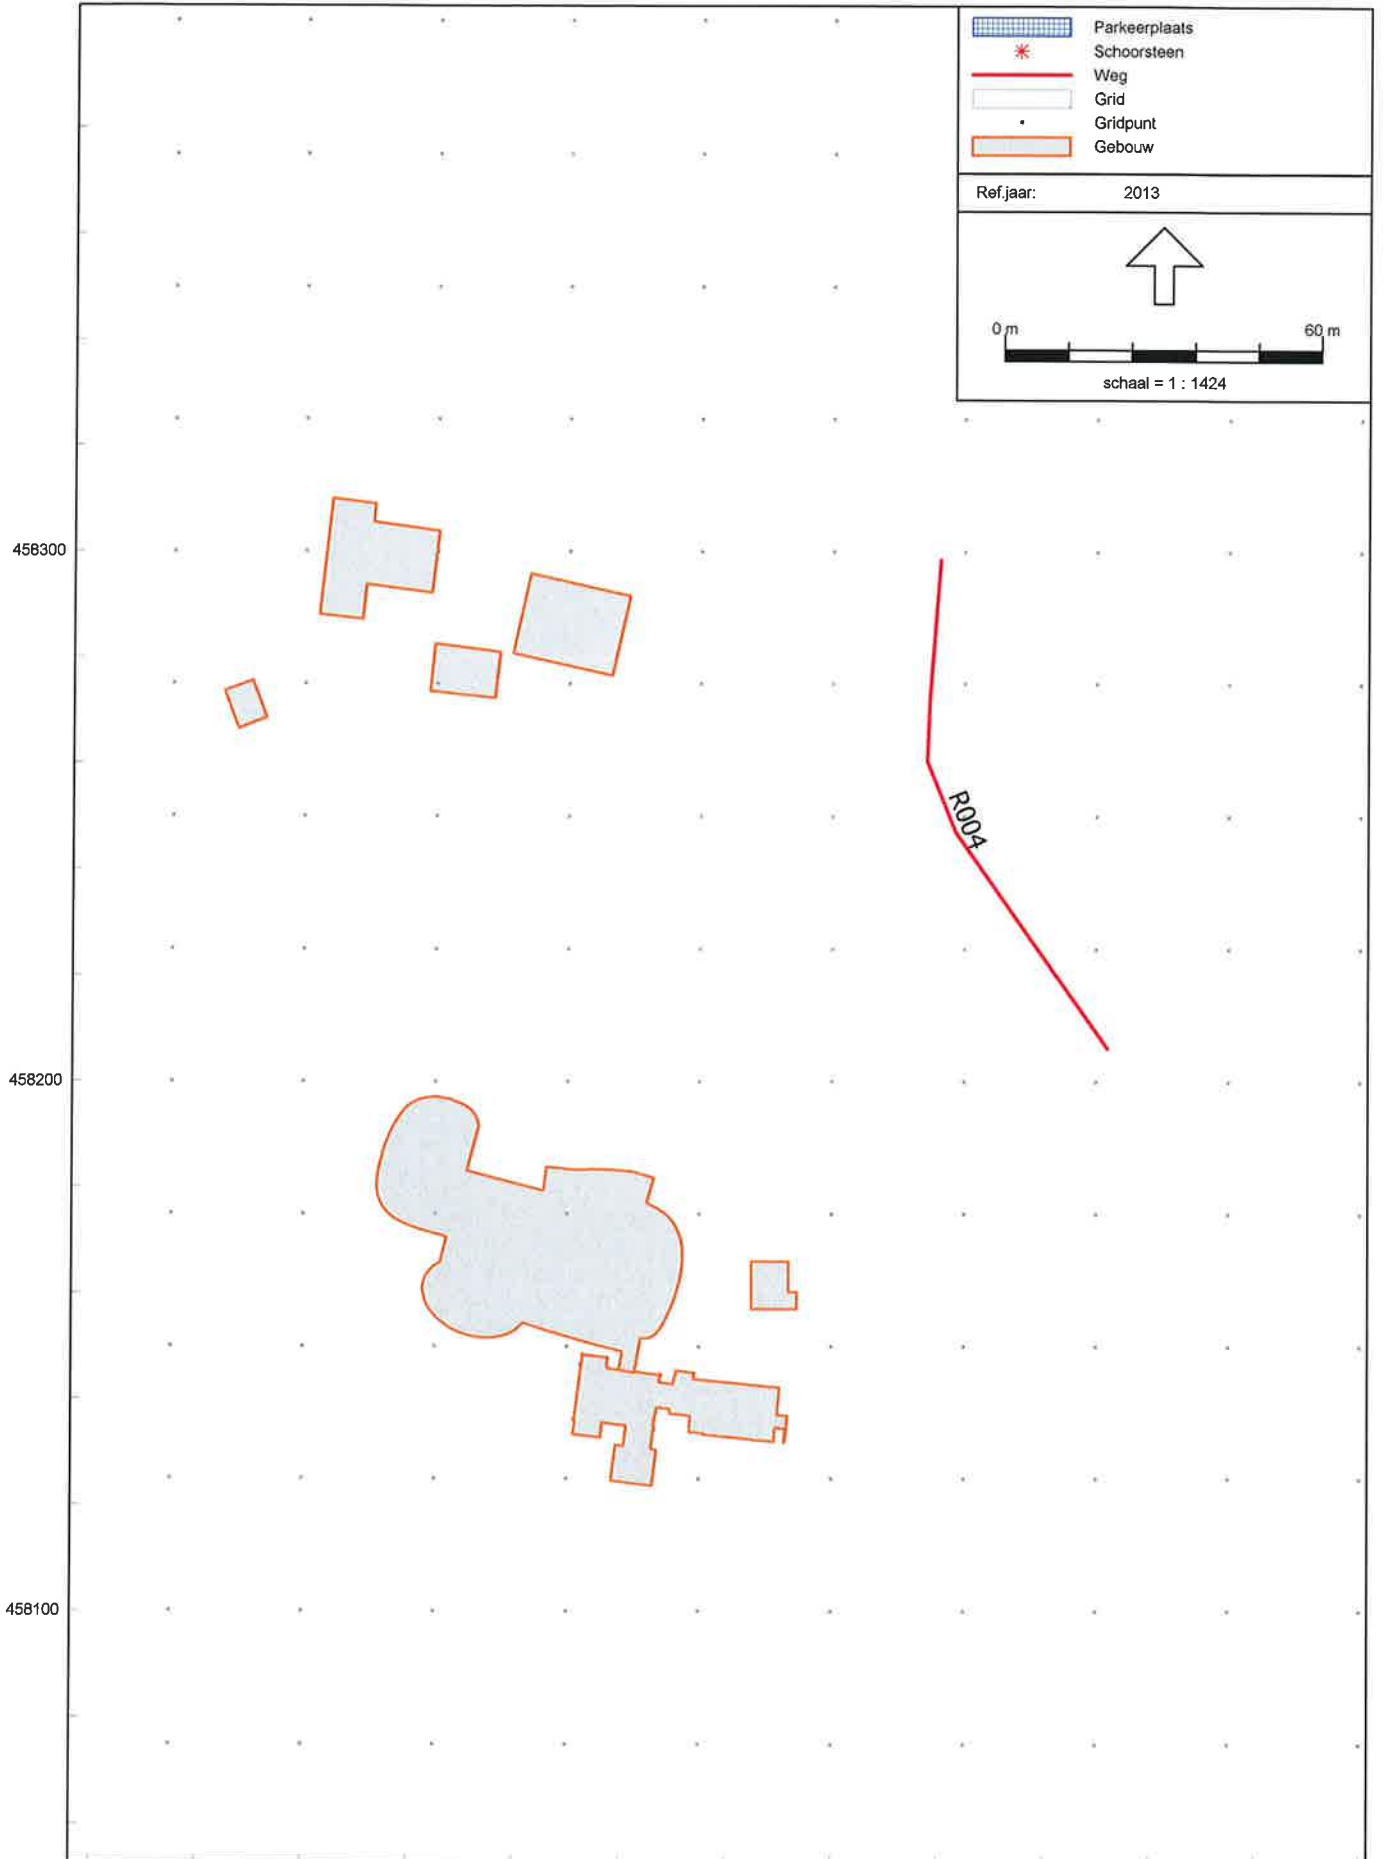 Parkeerplaats
Schoorsteen
Weg
Grid
Gridpunt
Gebouw
Ref.jaar: 2013
0 m 60 m
schaal = 1 : 1424
458300
R004
458200
458100